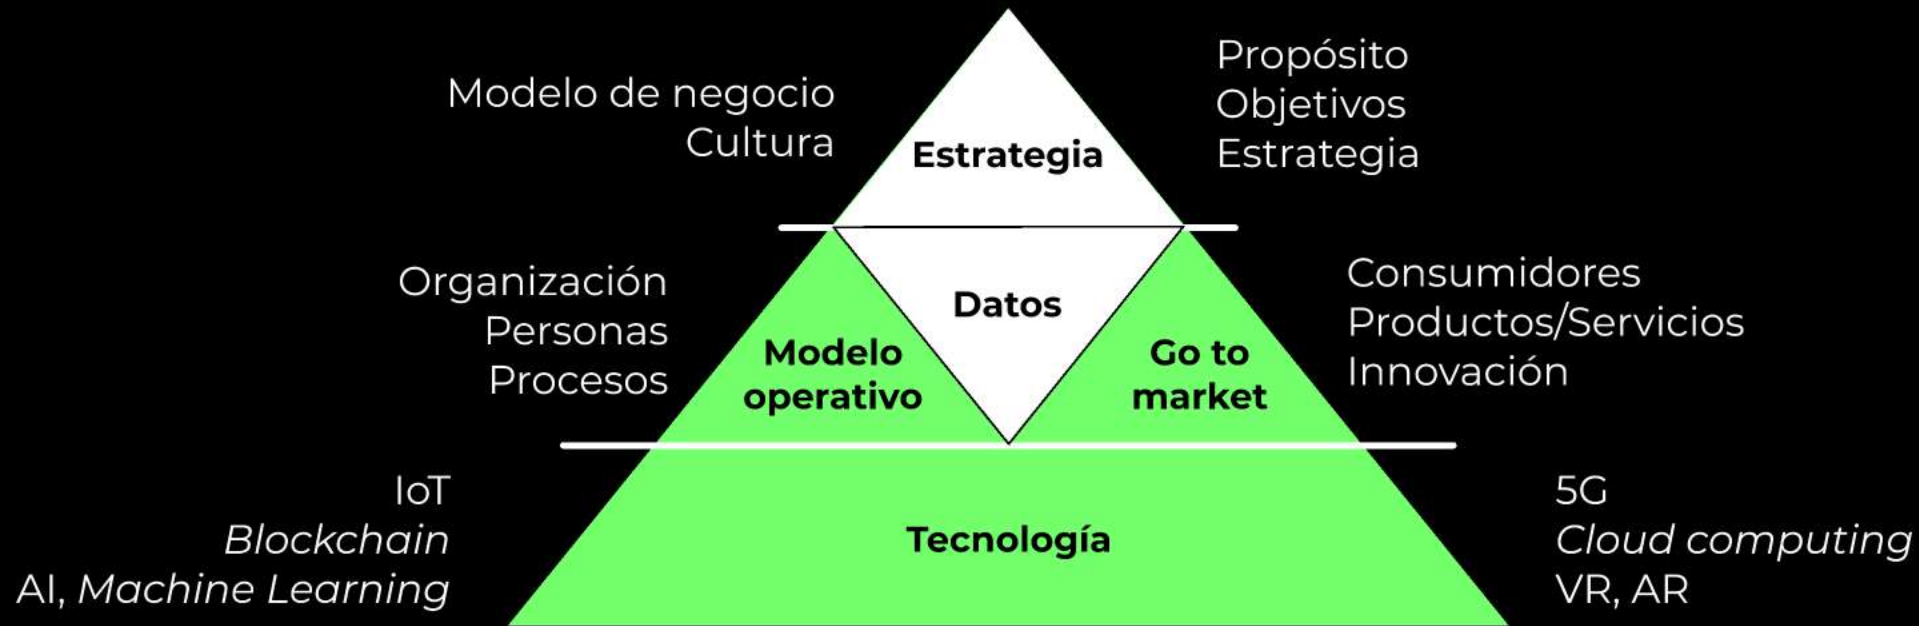 Modelo de negocio
Cultura
Estrategia
Propósito
Objetivos
Estrategia
Organización
Personas
Procesos
Modelo
operativo
Datos
Go to
market
Consumidores
Productos/Servicios
Innovación
IoT
Blockchain
AI, Machine Learning
Tecnología
5G
Cloud computing
VR, AR